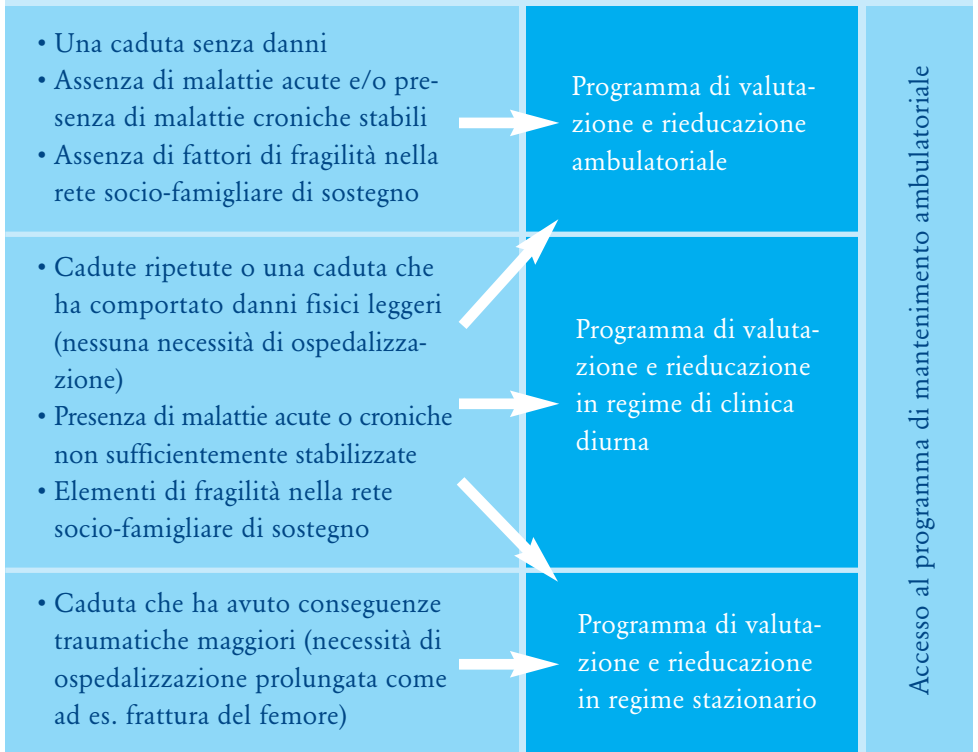 • Una caduta senza danni
• Assenza di malattie acute e/o pre-
senza di malattie croniche stabili
• Assenza di fattori di fragilità nella
rete socio-famigliare di sostegno
Programma di valuta-
zione e rieducazione
ambulatoriale
• Cadute ripetute o una caduta che
ha comportato danni fisici leggeri
(nessuna necessità di ospedalizza-
zione)
• Presenza di malattie acute o croniche
non sufficientemente stabilizzate
• Elementi di fragilità nella rete
socio-famigliare di sostegno
Programma di valuta-
zione e rieducazione
in regime di clinica
diurna
• Caduta che ha avuto conseguenze
traumatiche maggiori (necessità di
ospedalizzazione prolungata come
ad es. frattura del femore)
Programma di valuta-
zione e rieducazione
in regime stazionario
Accesso al programma di mantenimento ambulatoriale